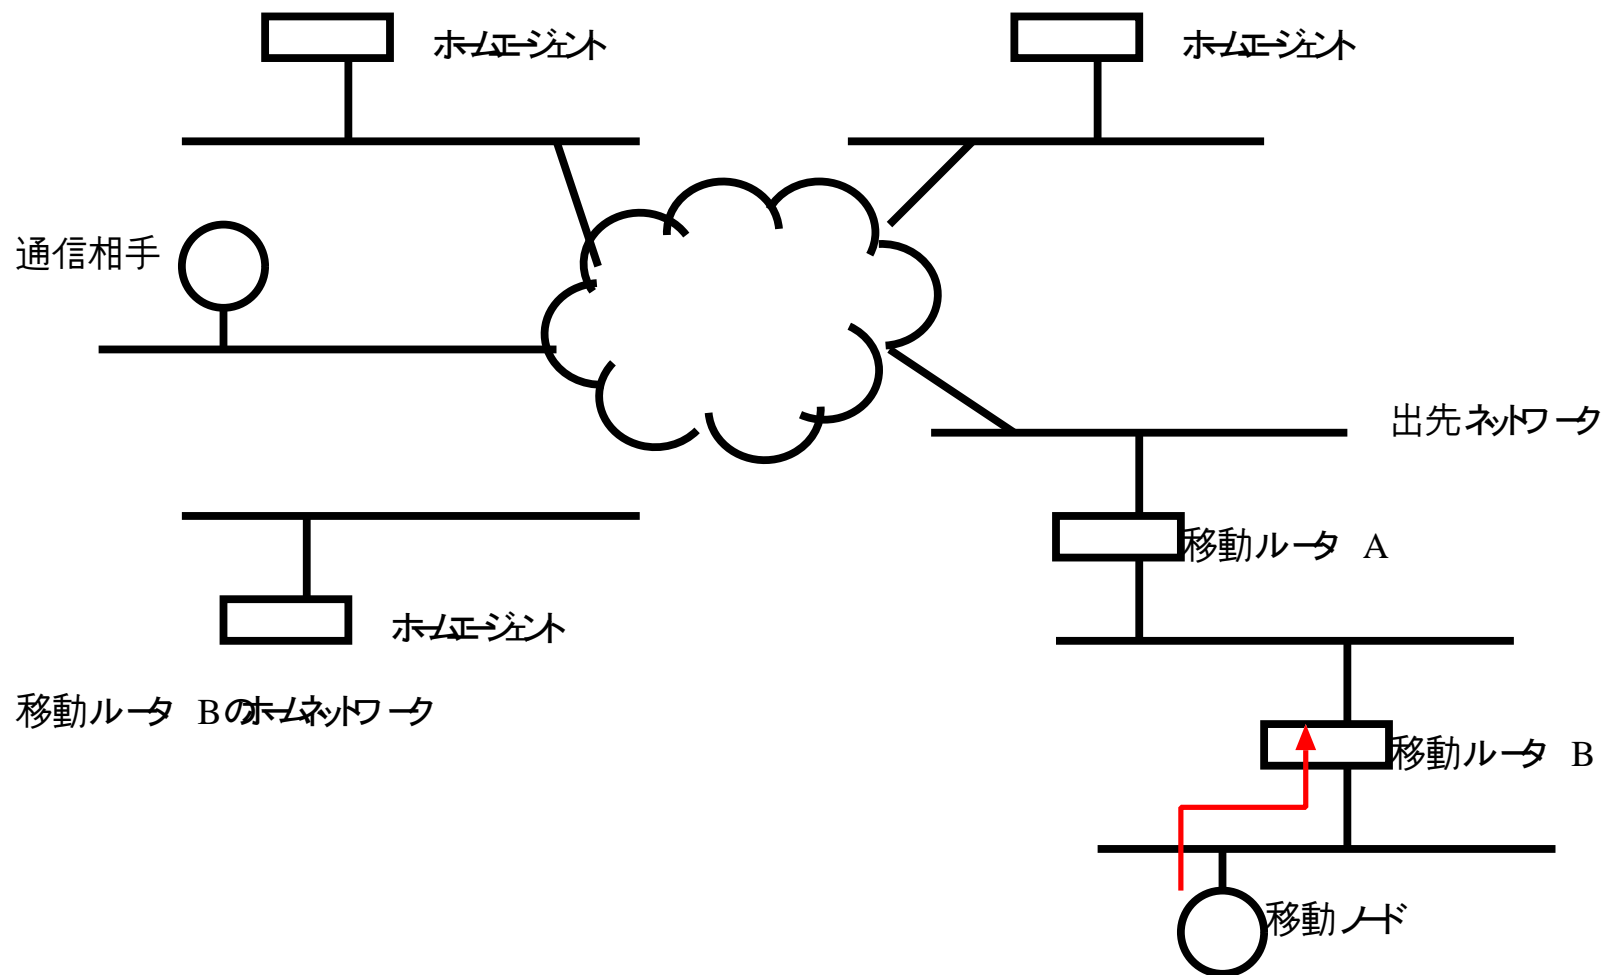 ホームエージェント
ホームエージェント
通信相手
出先ネットワーク
移動ルータ A
ホームエージェント
移動ルータ Bのホームネットワーク
移動ルータ B
移動ノード